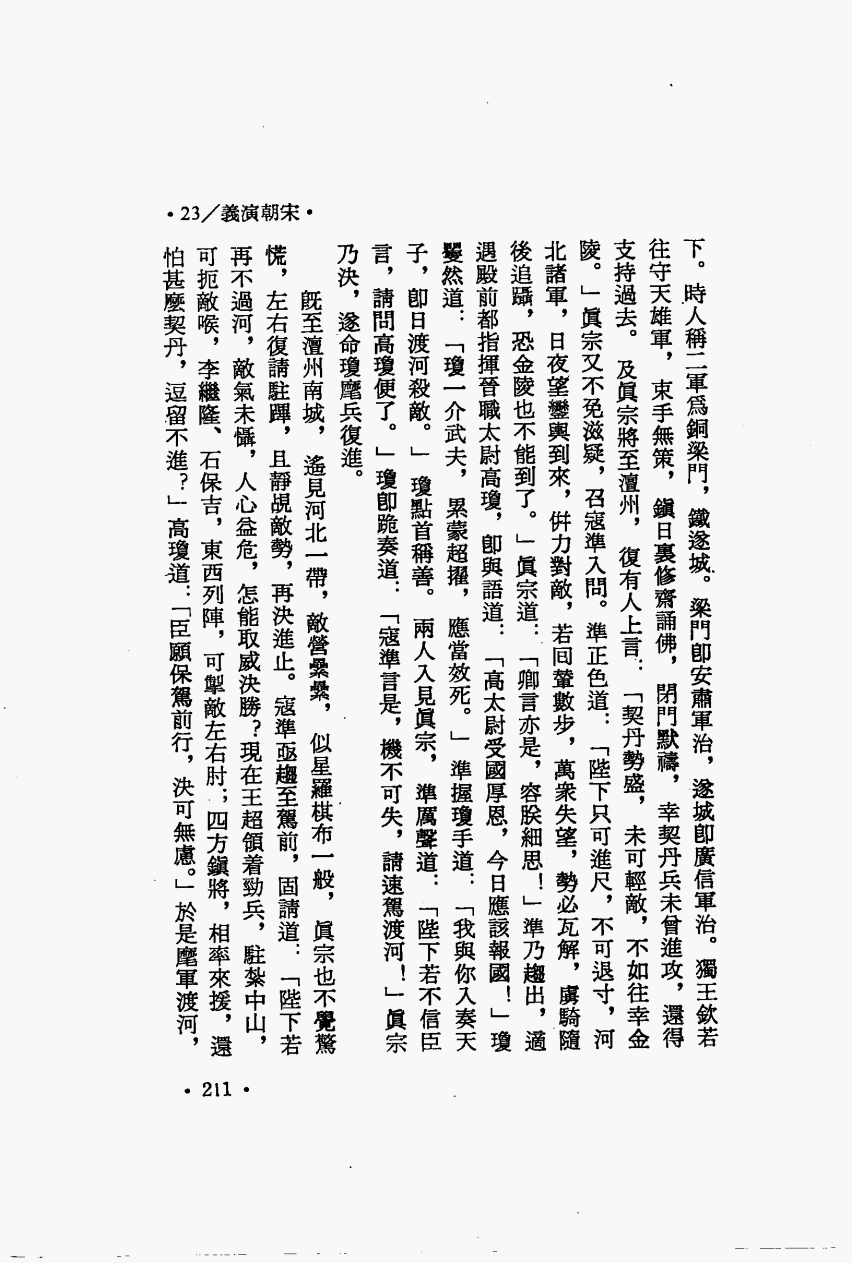 ·23/義演朝宋·
下。時人稱二軍爲銅梁門，鐵遂城。梁門卽安肅軍治，遂城卽廣信軍治。獨王欽若
往守天雄軍，束手無策，鎭日裏修齋誦佛，閉門默禱，幸契丹兵未曾進攻，還得
支持過去。及眞宗將至澶州，復有人上言：「契丹勢盛，未可輕敵，不如往幸金
陵。」眞宗又不免滋疑，召寇準入問。準正色道：「陛下只可進尺，不可退寸，河
北諸軍，日夜望鑾輿到來，併力對敵，若回輦數步，萬衆失望，勢必瓦解，虜騎隨
後追躡，恐金陵也不能到了。」眞宗道：「卿言亦是，容朕細思！」準乃趨出，適
遇殿前都指揮晉職太尉高瓊，卽與語道：「高太尉受國厚恩，今日應該報國！」瓊
矍然道：「瓊一介武夫，累蒙超擢，應當效死。」準握瓊手道：「我與你入奏天
子，卽日渡河殺敵。」瓊點首稱善。兩人入見眞宗，準厲聲道：「陛下若不信臣
言，請問高瓊便了。」瓊卽跪奏道：「寇準言是，機不可失，請速駕渡河！」眞宗
乃決，遂命瓊麾兵復進。
旣至澶州南城，遙見河北一帶，敵營纍纍，似星羅棋布一般，眞宗也不覺驚
慌，左右復請駐蹕，且靜覘敵勢，再決進止。寇準亟趨至駕前，固請道：「陛下若
再不過河，敵氣未懾，人心益危，怎能取威決勝？現在王超領着勁兵，駐紮中山，
可扼敵喉，李繼隆、石保吉，東西列陣，可掣敵左右肘；四方鎭將，相率來援，還
怕甚麼契丹，逗留不進？」高瓊道：「臣願保駕前行，決可無慮。」於是麾軍渡河，
·211·